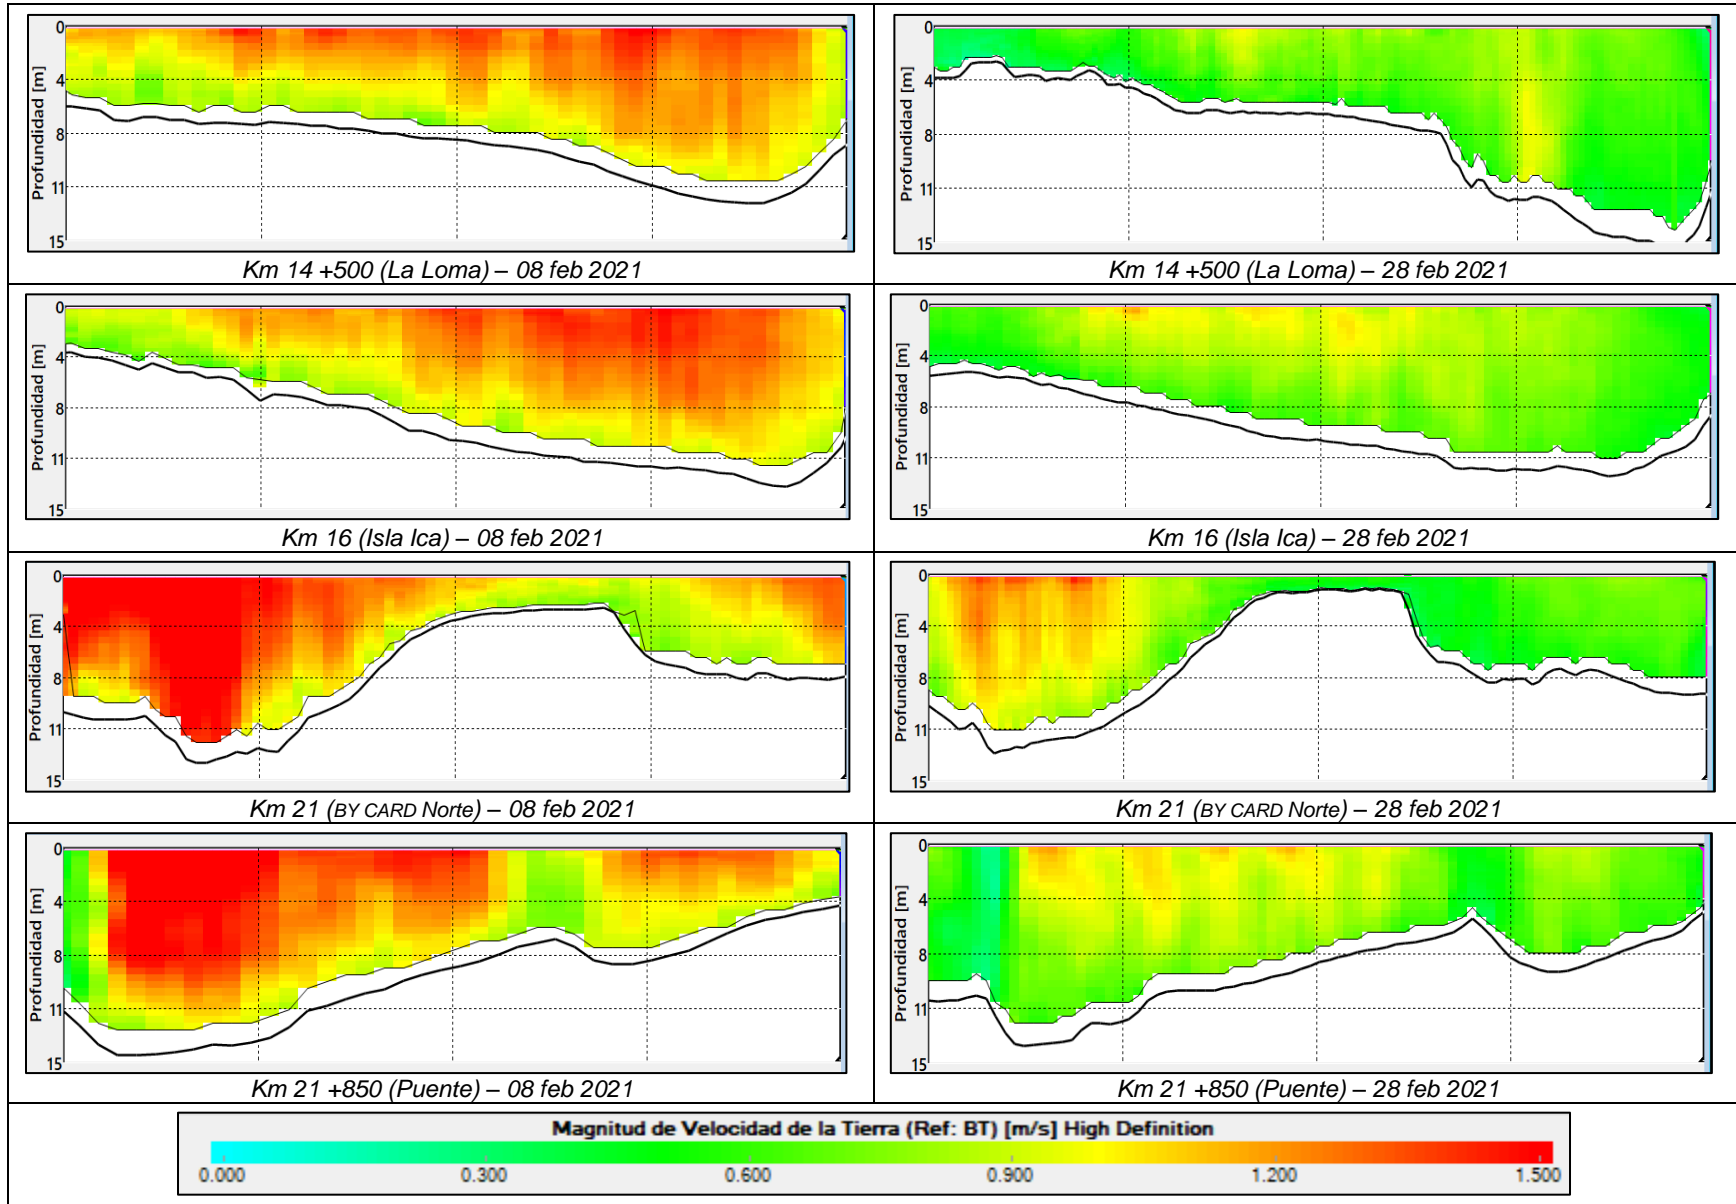 Profundidad [m]
0
4
8
11
15
Km 14 +500 (La Loma) – 08 feb 2021
Profundidad [m]
0
4
8
11
15
Km 14 +500 (La Loma) – 28 feb 2021
Profundidad [m]
0
4
8
11
15
Km 16 (Isla Ica) – 08 feb 2021
Profundidad [m]
0
4
8
11
15
Km 16 (Isla Ica) – 28 feb 2021
Profundidad [m]
0
4
8
11
15
Km 21 (BY CARD Norte) – 08 feb 2021
Profundidad [m]
0
4
8
11
15
Km 21 (BY CARD Norte) – 28 feb 2021
Profundidad [m]
0
4
8
11
15
Km 21 +850 (Puente) – 08 feb 2021
Profundidad [m]
0
4
8
11
15
Km 21 +850 (Puente) – 28 feb 2021
Magnitud de Velocidad de la Tierra (Ref: BT) [m/s] High Definition
0.000 0.300 0.600 0.900 1.200 1.500